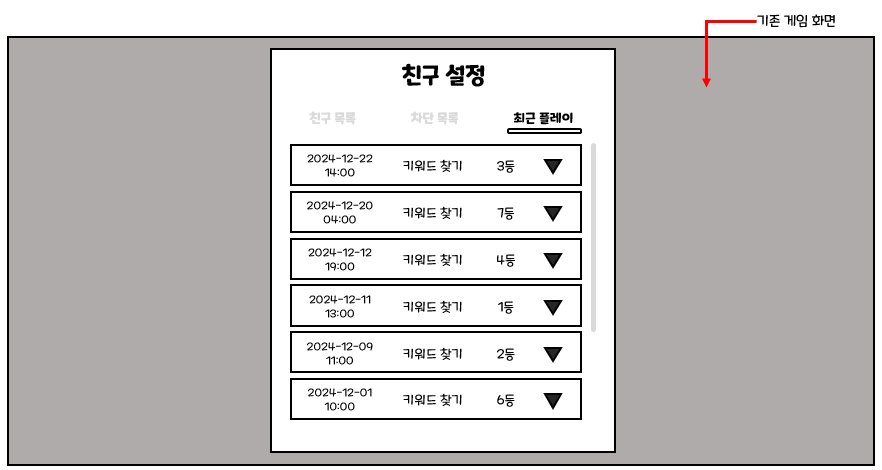 기존 게임 화면
친구 설정
친구 목록 차단 목록 최근 플레이
2024-12-22
14:00
키워드 찾기 3등
2024-12-20
04:00
키워드 찾기 7등
2024-12-12
19:00
키워드 찾기 4등
2024-12-11
13:00
키워드 찾기 1등
2024-12-09
11:00
키워드 찾기 2등
2024-12-01
10:00
키워드 찾기 6등